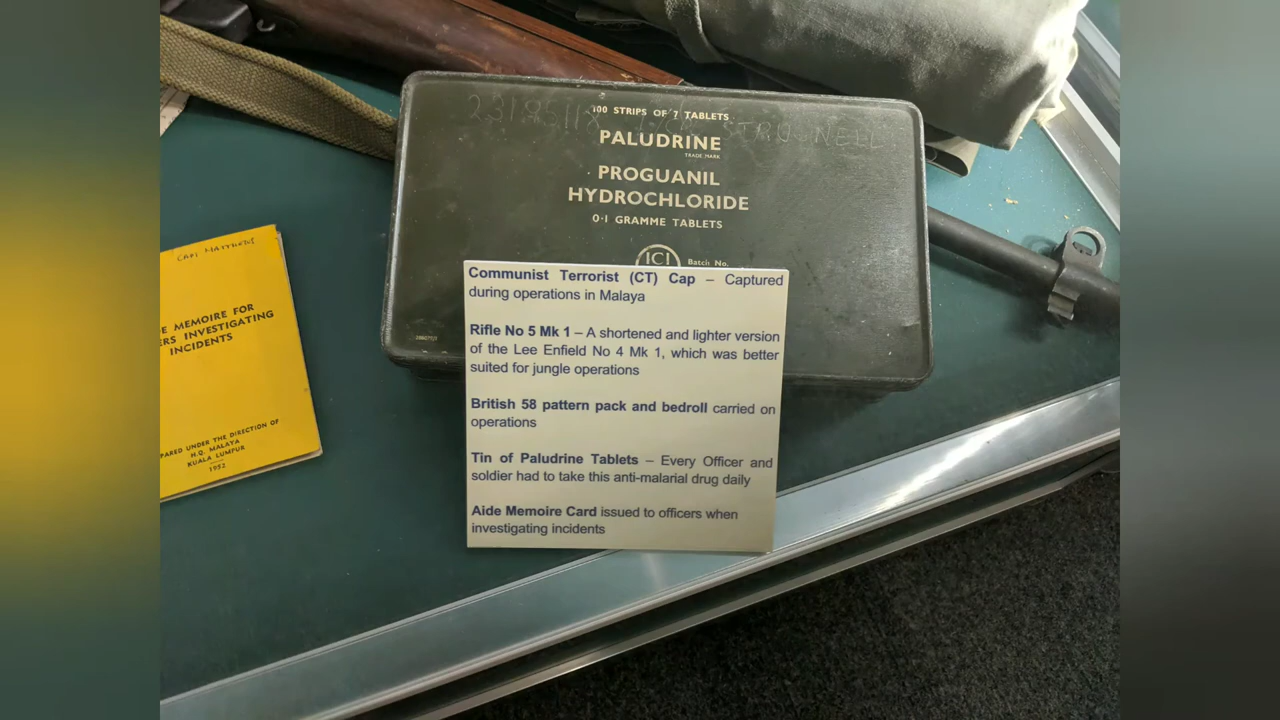 100 STRIPS OF 7 TABLETS
PALUDRINE
TRADE MARK
PROGUANIL
HYDROCHLORIDE
0·1 GRAMME TABLETS
ICI
Batch No.
Communist Terrorist (CT) Cap – Captured
during operations in Malaya
Rifle No 5 Mk 1 – A shortened and lighter version
of the Lee Enfield No 4 Mk 1, which was better
suited for jungle operations
British 58 pattern pack and bedroll carried on
operations
Tin of Paludrine Tablets – Every Officer and
soldier had to take this anti-malarial drug daily
Aide Memoire Card issued to officers when
investigating incidents
CAPT MATTHEWS
E MEMOIRE FOR
ERS INVESTIGATING
INCIDENTS
PARED UNDER THE DIRECTION OF
H.Q. MALAYA
KUALA LUMPUR
1952